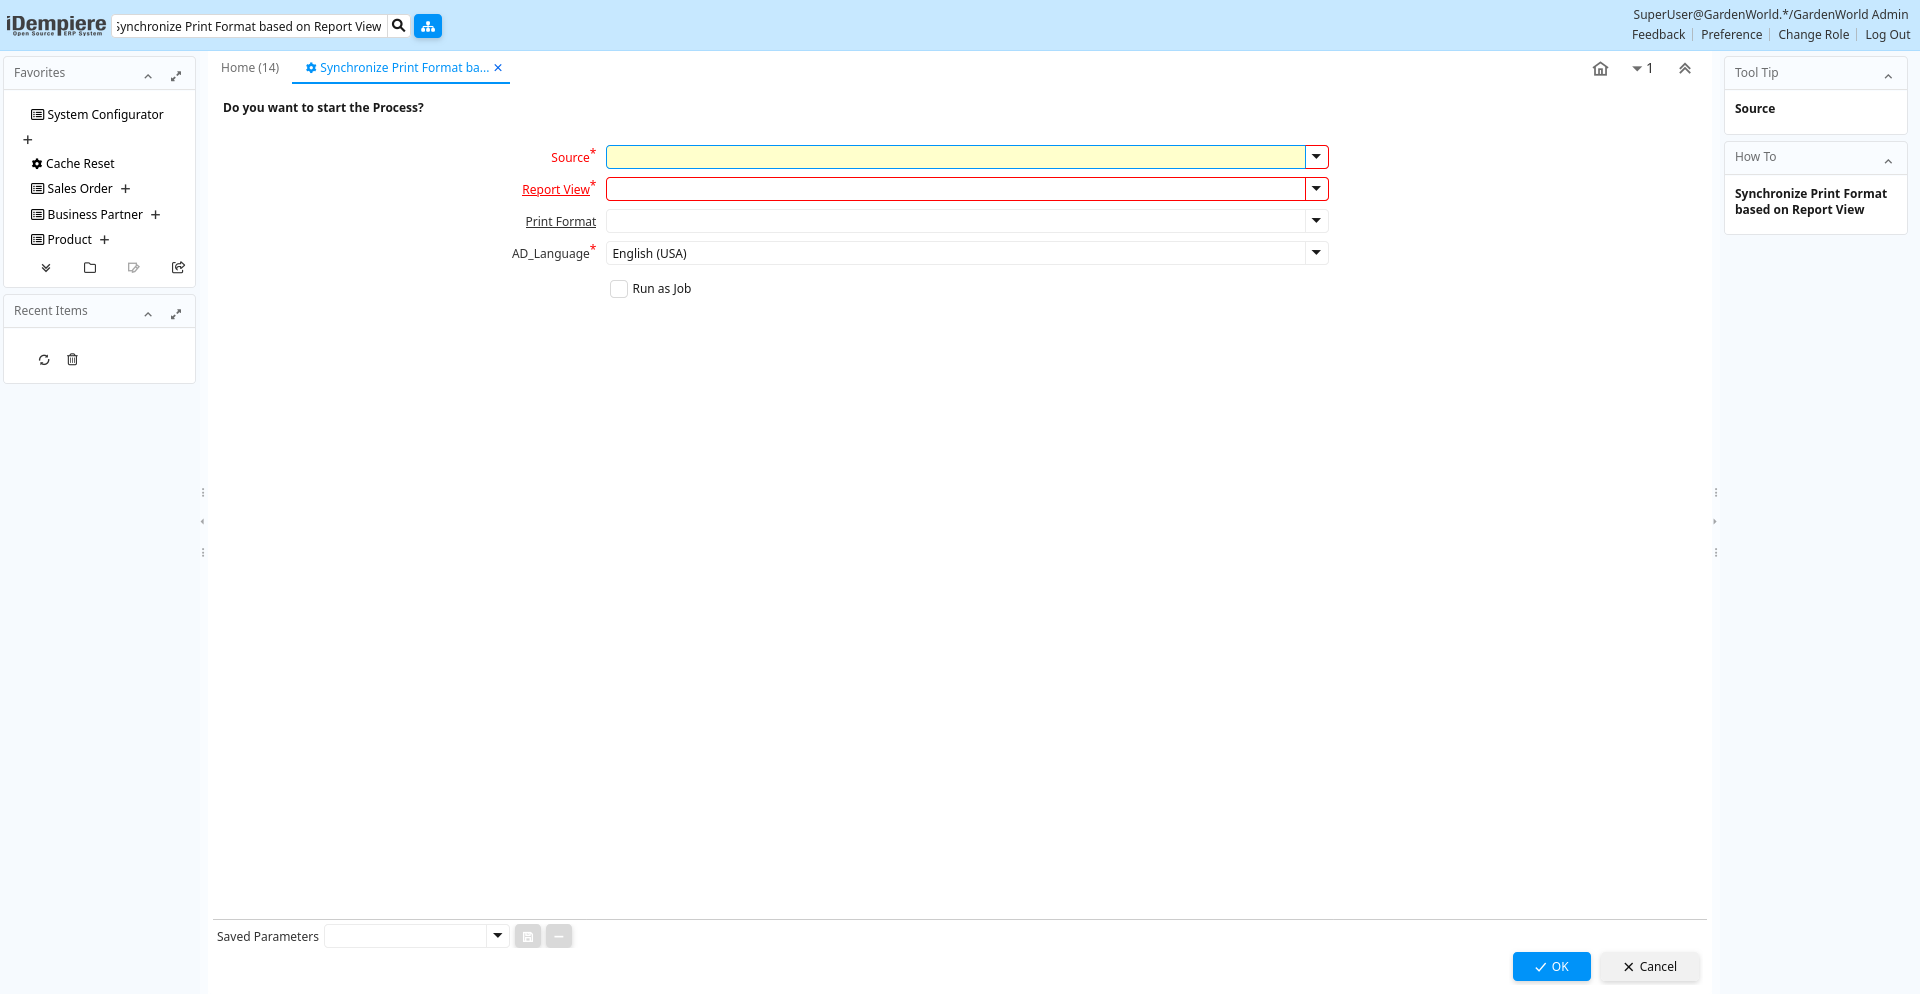 iDempiere
Open Source ERP System
Synchronize Print Format based on Report View
SuperUser@GardenWorld.*/GardenWorld Admin
Feedback
Preference
Change Role
Log Out
Favorites
System Configurator
Cache Reset
Sales Order
Business Partner
Product
Recent Items
Home (14)
Synchronize Print Format ba...
1
Do you want to start the Process?
Source*
Report View*
Print Format
AD_Language*
English (USA)
Run as Job
Saved Parameters
OK
Cancel
Tool Tip
Source
How To
Synchronize Print Format
based on Report View